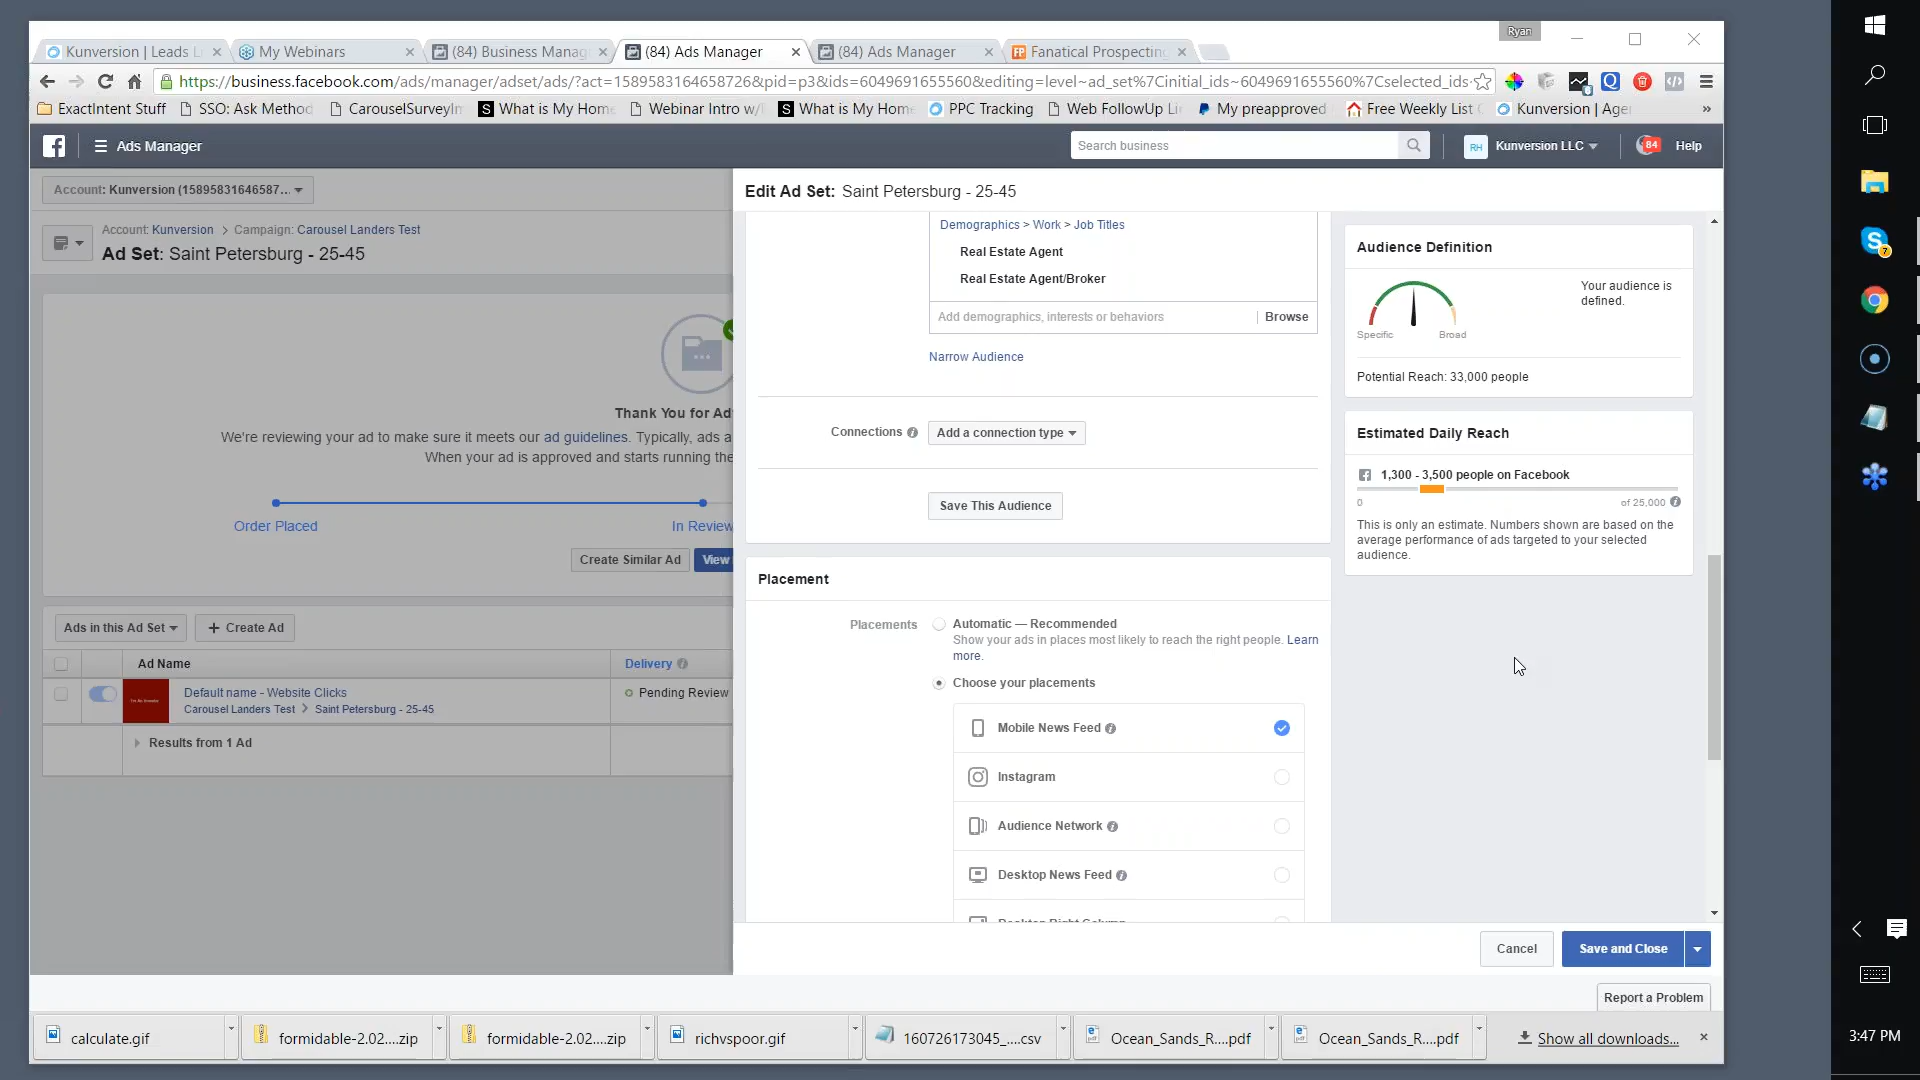 Ryan
Kunversion | Leads L
My Webinars
(84) Business Manag
(84) Ads Manager
(84) Ads Manager
Fanatical Prospecting
https://business.facebook.com/ads/manager/adset/ads/?act=1589583164658726&pid=p3&ids=6049691655560&editing=level~ad_set%7Cinitial_ids~6049691655560%7Cselected_ids
ExactIntent Stuff
SSO: Ask Method
CarouselSurveyIm
What is My Home
Webinar Intro w/
What is My Home
PPC Tracking
Web FollowUp Li
My preapproved
Free Weekly List
Kunversion | Agen
»
Ads Manager
Search business
RH
Kunversion LLC
84
Help
Account: Kunversion (15895831646587...
Account: Kunversion > Campaign: Carousel Landers Test
Ad Set: Saint Petersburg - 25-45
Thank You for Ad
We're reviewing your ad to make sure it meets our ad guidelines. Typically, ads a
When your ad is approved and starts running the
Order Placed
In Review
Create Similar Ad
View
Ads in this Ad Set
+ Create Ad
Ad Name
Delivery
Default name - Website Clicks
Carousel Landers Test > Saint Petersburg - 25-45
Pending Review
Results from 1 Ad
Edit Ad Set: Saint Petersburg - 25-45
Demographics > Work > Job Titles
Real Estate Agent
Real Estate Agent/Broker
Add demographics, interests or behaviors
Browse
Narrow Audience
Connections
Add a connection type
Save This Audience
Placement
Placements
Automatic — Recommended
Show your ads in places most likely to reach the right people. Learn
more.
Choose your placements
Mobile News Feed
Instagram
Audience Network
Desktop News Feed
Desktop Right Column
Audience Definition
Your audience is
defined.
Specific
Broad
Potential Reach: 33,000 people
Estimated Daily Reach
1,300 - 3,500 people on Facebook
0
of 25,000
This is only an estimate. Numbers shown are based on the
average performance of ads targeted to your selected
audience.
Cancel
Save and Close
Report a Problem
calculate.gif
formidable-2.02....zip
formidable-2.02....zip
richvspoor.gif
160726173045_....csv
Ocean_Sands_R....pdf
Ocean_Sands_R....pdf
Show all downloads...
7
3:47 PM